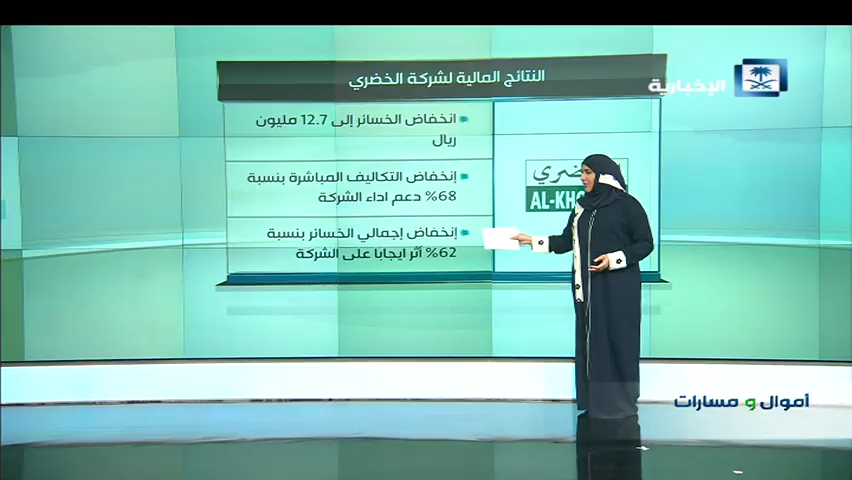 النتائج المالية لشركة الخضري
الإخبارية
انخفاض الخسائر إلى 12.7 مليون
ريال
إنخفاض التكاليف المباشرة بنسبة
68% دعم اداء الشركة
إنخفاض إجمالي الخسائر بنسبة
62% أثر ايجابا على الشركة
AL-KH
أموال و مسارات